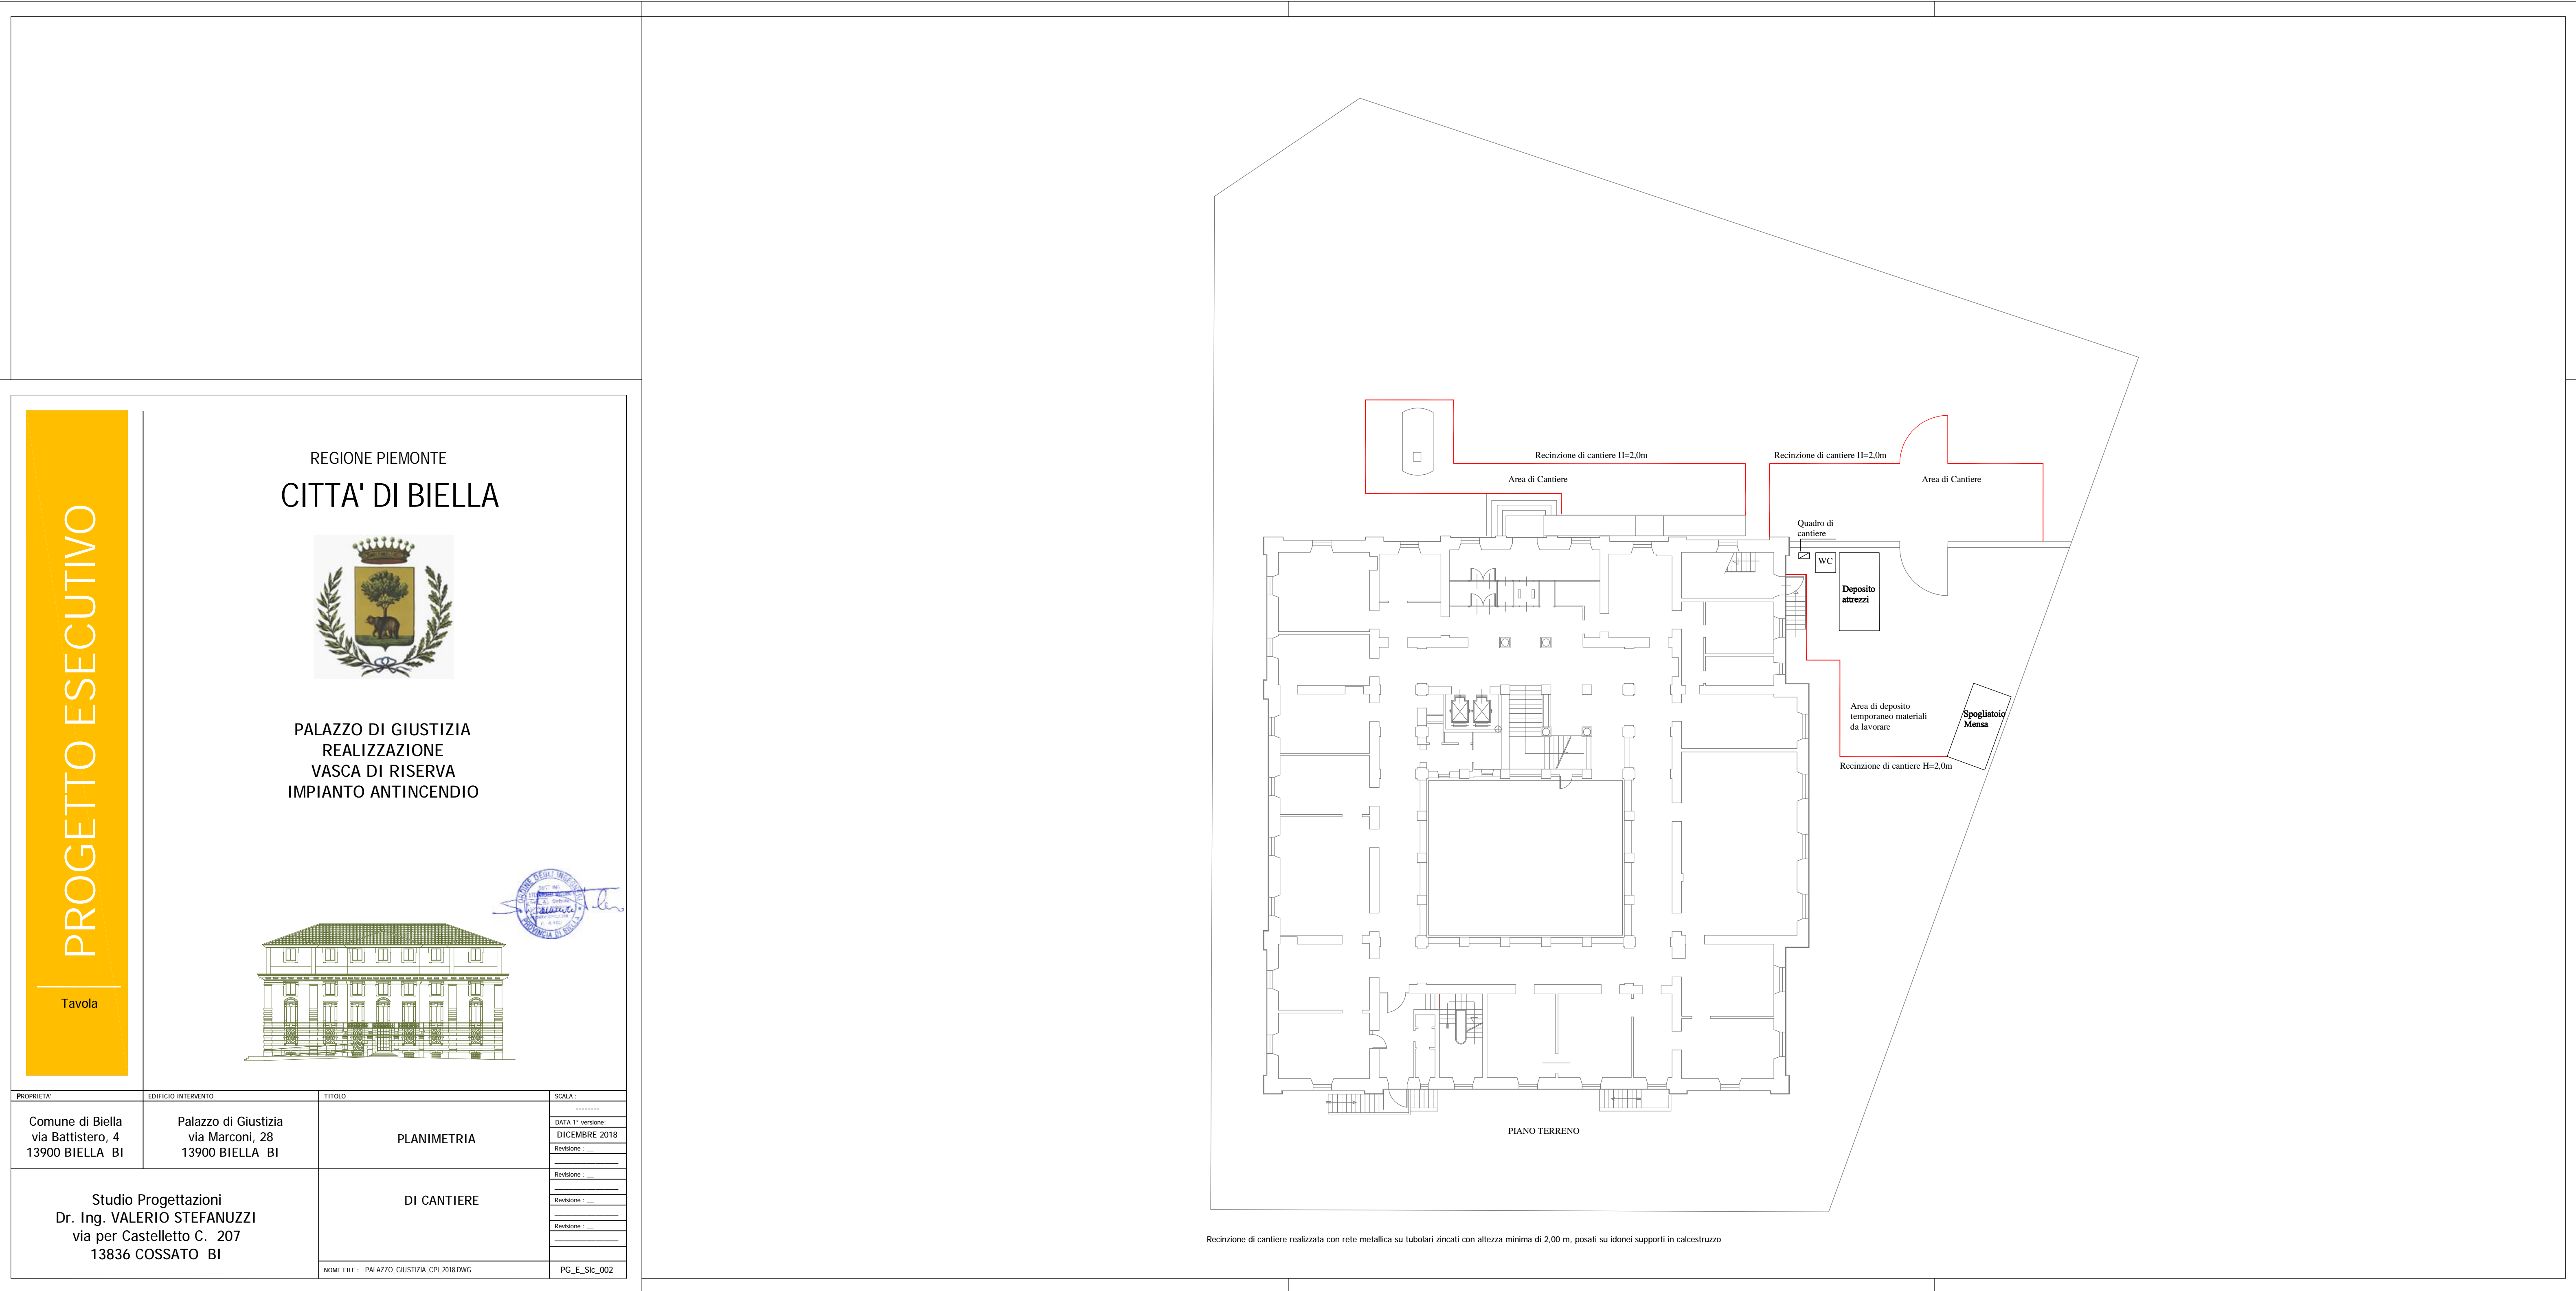 PROGETTO ESECUTIVO
Tavola
REGIONE PIEMONTE
CITTA' DI BIELLA
PALAZZO DI GIUSTIZIA
REALIZZAZIONE
VASCA DI RISERVA
IMPIANTO ANTINCENDIO
PROPRIETA'
Comune di Biella
via Battistero, 4
13900 BIELLA BI
EDIFICIO INTERVENTO
Palazzo di Giustizia
via Marconi, 28
13900 BIELLA BI
TITOLO
PLANIMETRIA
DI CANTIERE
SCALA :
--------
DATA 1° versione:
DICEMBRE 2018
Revisione : __
Revisione : __
Revisione : __
Revisione : __
Studio Progettazioni
Dr. Ing. VALERIO STEFANUZZI
via per Castelletto C. 207
13836 COSSATO BI
NOME FILE : PALAZZO_GIUSTIZIA_CPI_2018.DWG
PG_E_Sic_002
Recinzione di cantiere H=2,0m
Area di Cantiere
Recinzione di cantiere H=2,0m
Area di Cantiere
Quadro di
cantiere
WC
Deposito
attrezzi
Area di deposito
temporaneo materiali
da lavorare
Spogliatoio
Mensa
Recinzione di cantiere H=2,0m
PIANO TERRENO
Recinzione di cantiere realizzata con rete metallica su tubolari zincati con altezza minima di 2,00 m, posati su idonei supporti in calcestruzzo